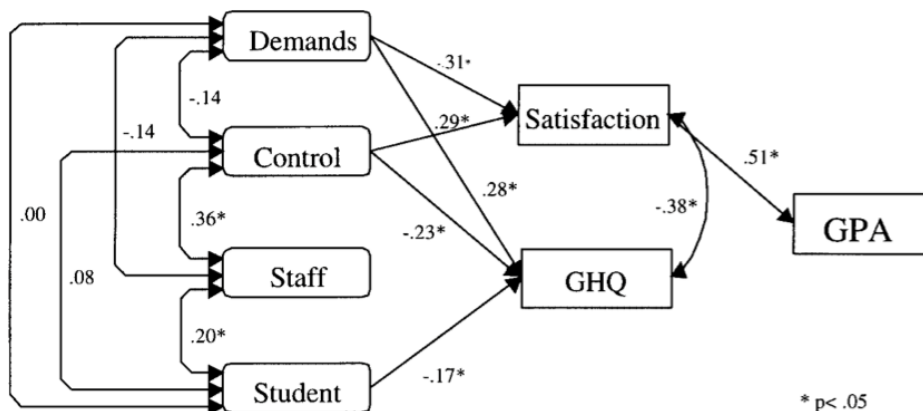 Demands
-.31*
-.14
.29*
Satisfaction
-.14
Control
.51*
.28*
-.38*
.00
.36*
-.23*
GPA
.08
Staff
GHQ
.20*
-.17*
Student
* p< .05